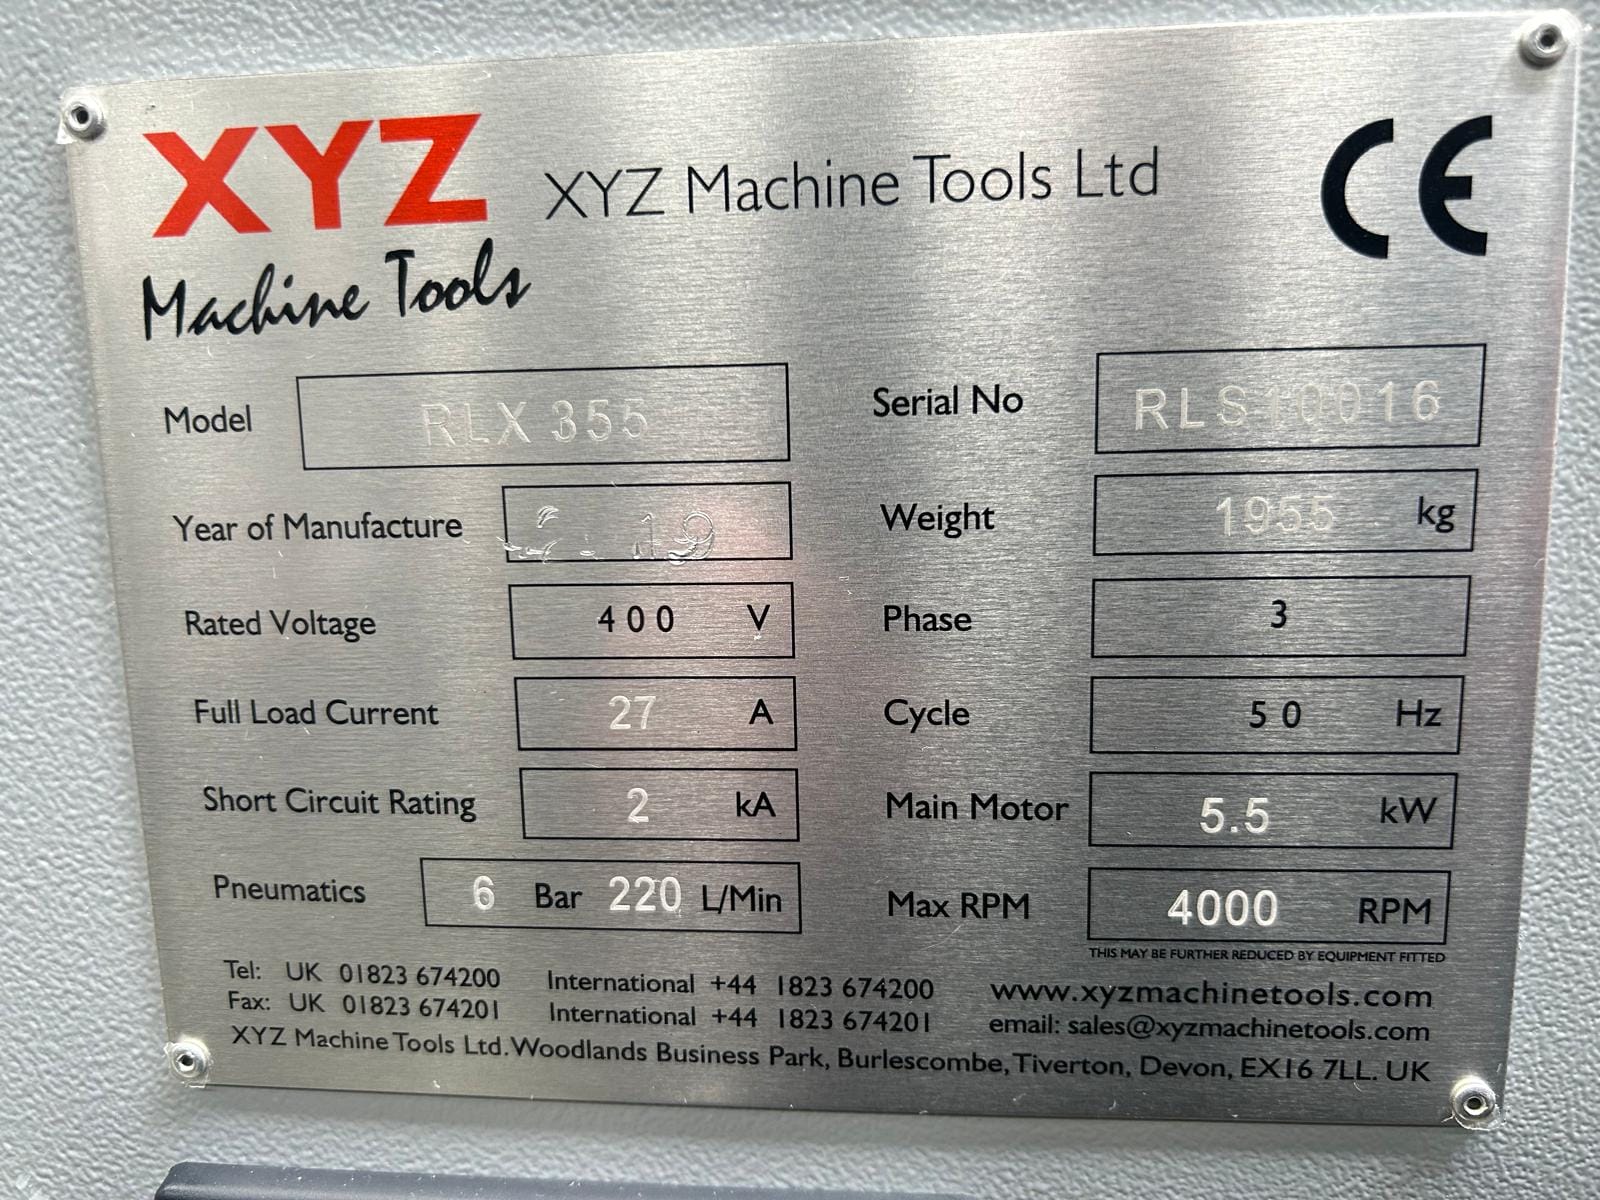 XYZ
Machine Tools
XYZ Machine Tools Ltd
CE
Model RLX 355
Serial No RLS10016
Year of Manufacture 19
Weight 1955 kg
Rated Voltage 400 V
Phase 3
Full Load Current 27 A
Cycle 50 Hz
Short Circuit Rating 2 kA
Main Motor 5.5 kW
Pneumatics 6 Bar 220 L/Min
Max RPM 4000 RPM
THIS MAY BE FURTHER REDUCED BY EQUIPMENT FITTED
Tel: UK 01823 674200 International +44 1823 674200 www.xyzmachinetools.com
Fax: UK 01823 674201 International +44 1823 674201 email: sales@xyzmachinetools.com
XYZ Machine Tools Ltd. Woodlands Business Park, Burlescombe, Tiverton, Devon, EX16 7LL. UK